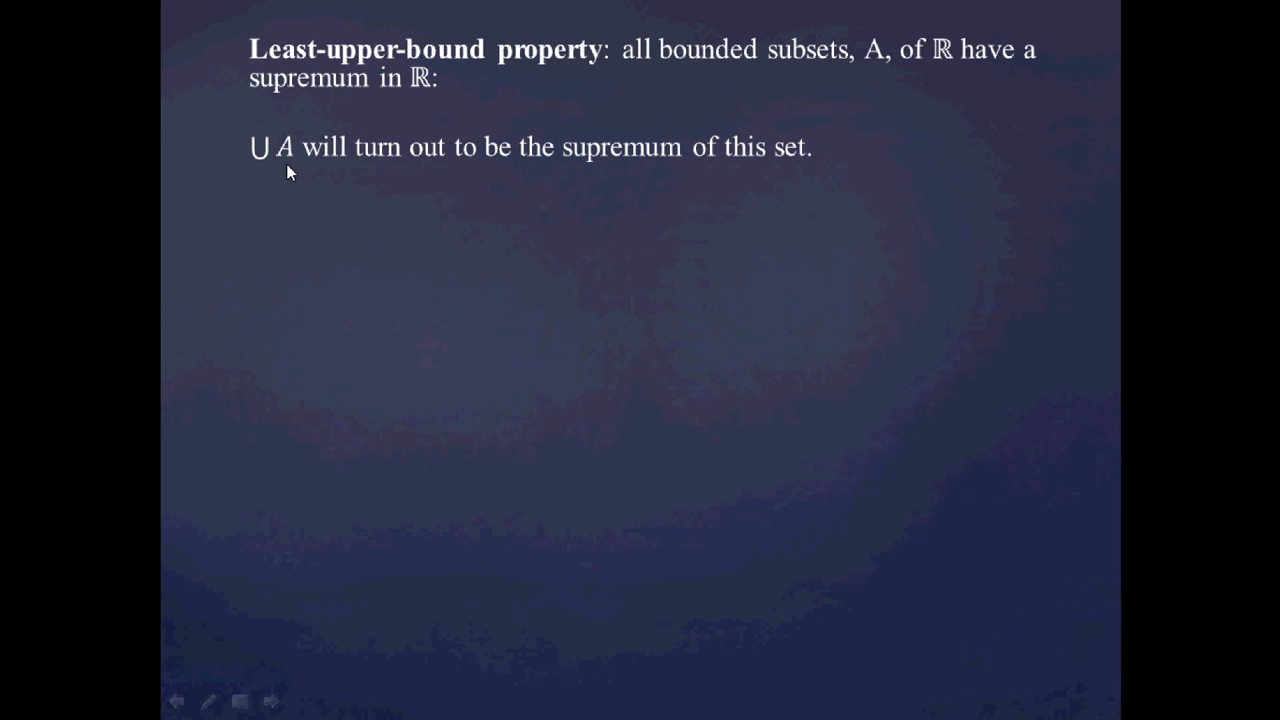 Least-upper-bound property: all bounded subsets, A, of ℝ have a
supremum in ℝ:
⋃ A will turn out to be the supremum of this set.